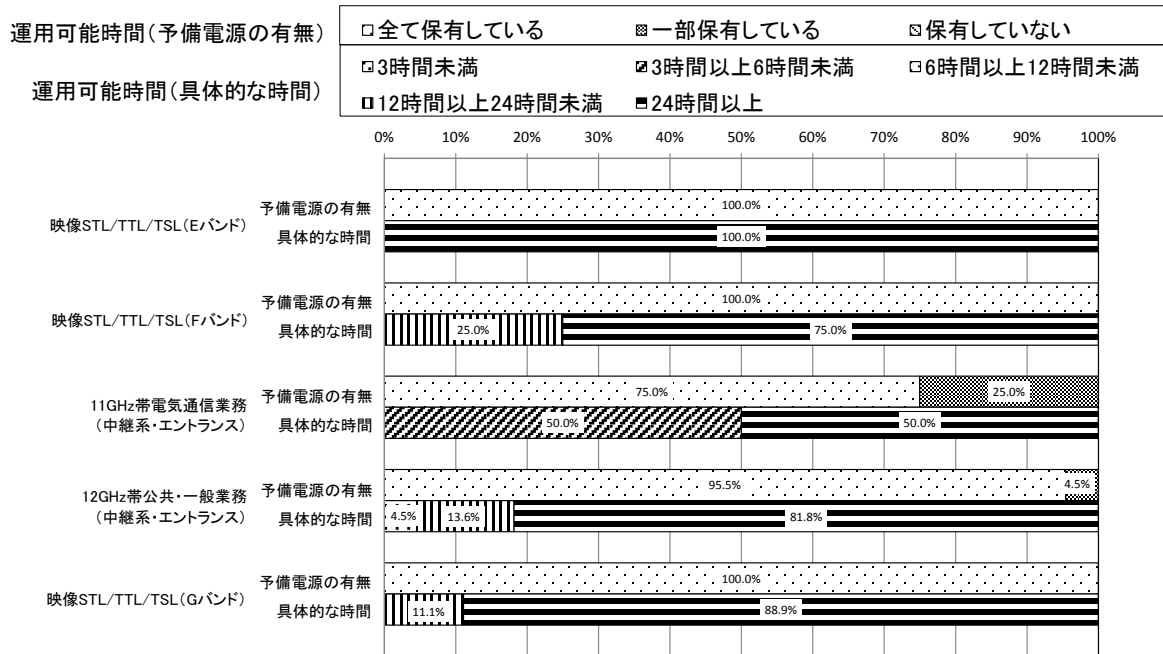 運用可能時間(予備電源の有無)
全て保有している 一部保有している 保有していない
運用可能時間(具体的な時間)
3時間未満 3時間以上6時間未満 6時間以上12時間未満
12時間以上24時間未満 24時間以上
0% 10% 20% 30% 40% 50% 60% 70% 80% 90% 100%
映像STL/TTL/TSL(Eバンド)
予備電源の有無
100.0%
具体的な時間
100.0%
映像STL/TTL/TSL(Fバンド)
予備電源の有無
100.0%
具体的な時間
25.0% 75.0%
11GHz帯電気通信業務
(中継系・エントランス)
予備電源の有無
75.0% 25.0%
具体的な時間
50.0% 50.0%
12GHz帯公共・一般業務
(中継系・エントランス)
予備電源の有無
95.5% 4.5%
具体的な時間
4.5% 13.6% 81.8%
映像STL/TTL/TSL(Gバンド)
予備電源の有無
100.0%
具体的な時間
11.1% 88.9%